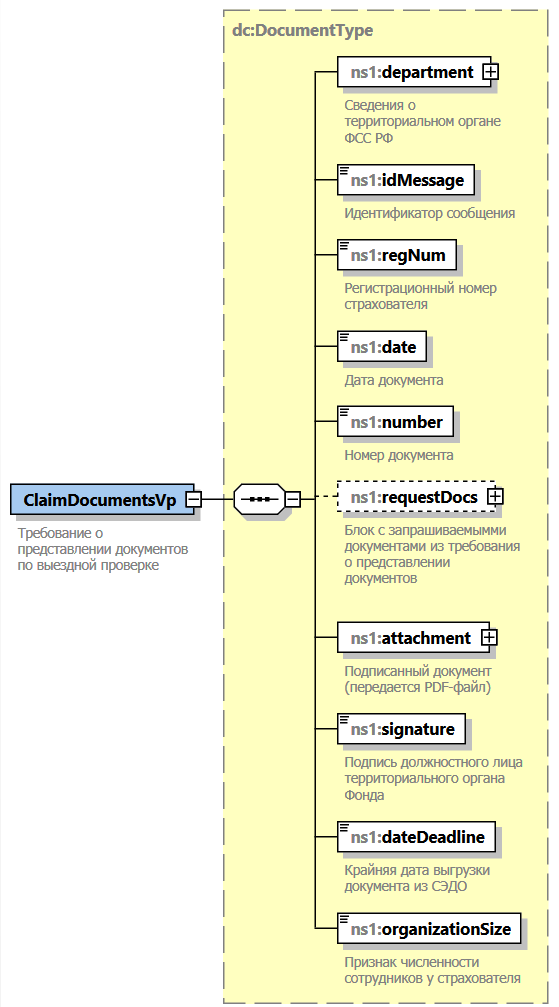 dc:DocumentType
ns1:department
Сведения о
территориальном органе
ФСС РФ
ns1:idMessage
Идентификатор сообщения
ns1:regNum
Регистрационный номер
страхователя
ns1:date
Дата документа
ns1:number
Номер документа
ClaimDocumentsVp
Требование о
представлении документов
по выездной проверке
ns1:requestDocs
Блок с запрашиваемымми
документами из требования
о представлении
документов
ns1:attachment
Подписанный документ
(передается PDF-файл)
ns1:signature
Подпись должностного лица
территориального органа
Фонда
ns1:dateDeadline
Крайняя дата выгрузки
документа из СЭДО
ns1:organizationSize
Признак численности
сотрудников у страхователя